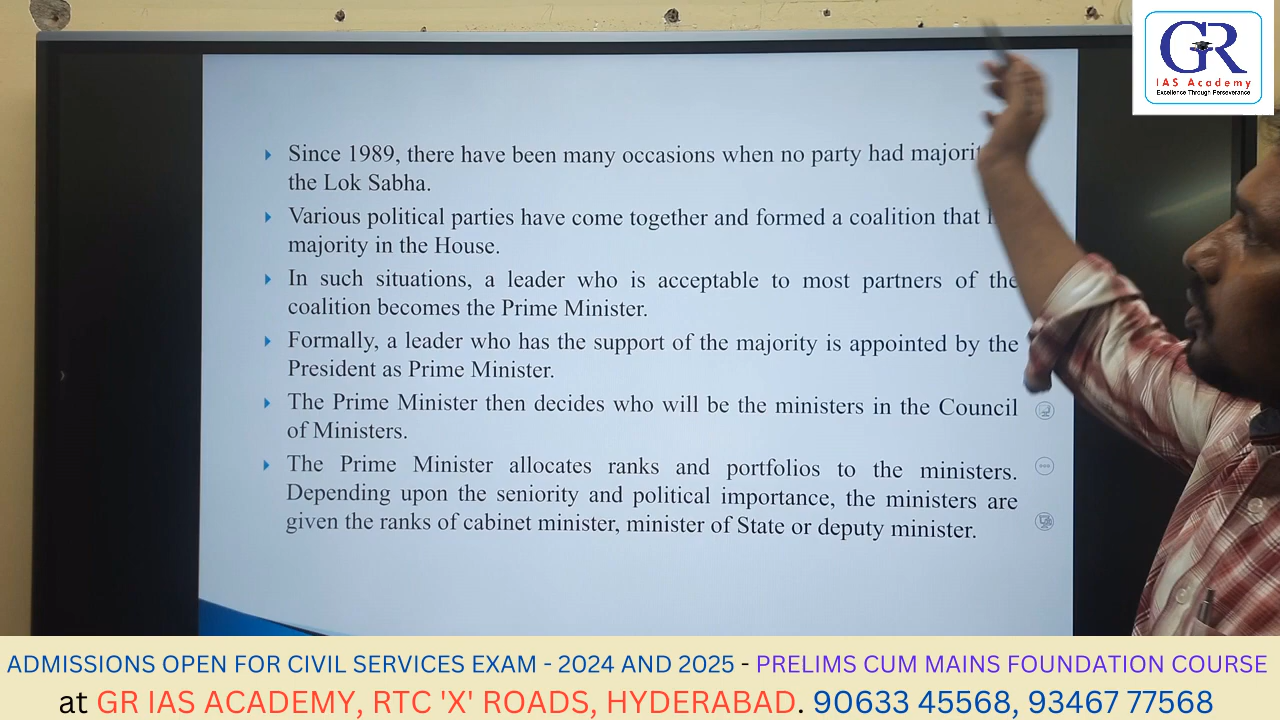 GR
IAS Academy
Excellence Through Perseverance
Since 1989, there have been many occasions when no party had
the Lok Sabha.
Various political parties have come together and formed a coalition that
majority in the House.
In such situations, a leader who is acceptable to most partners of the
coalition becomes the Prime Minister.
Formally, a leader who has the support of the majority is appointed by the
President as Prime Minister.
The Prime Minister then decides who will be the ministers in the Council
of Ministers.
The Prime Minister allocates ranks and portfolios to the ministers.
Depending upon the seniority and political importance, the ministers are
given the ranks of cabinet minister, minister of State or deputy minister.
ADMISSIONS OPEN FOR CIVIL SERVICES EXAM - 2024 AND 2025 - PRELIMS CUM MAINS FOUNDATION COURSE
at GR IAS ACADEMY, RTC 'X' ROADS, HYDERABAD. 90633 45568, 93467 77568